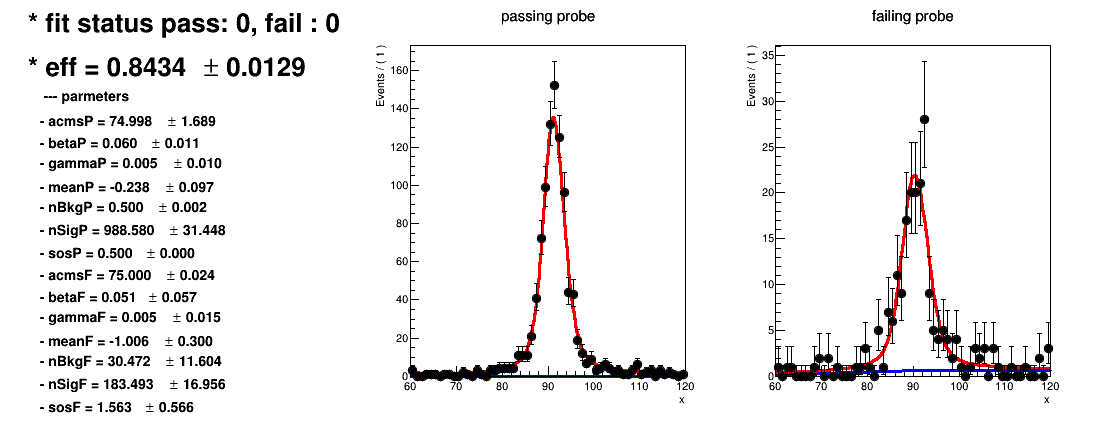 * fit status pass: 0, fail : 0
* eff = 0.8434 ± 0.0129
--- parmeters
- acmsP = 74.998 ± 1.689
- betaP = 0.060 ± 0.011
- gammaP = 0.005 ± 0.010
- meanP = -0.238 ± 0.097
- nBkgP = 0.500 ± 0.002
- nSigP = 988.580 ± 31.448
- sosP = 0.500 ± 0.000
- acmsF = 75.000 ± 0.024
- betaF = 0.051 ± 0.057
- gammaF = 0.005 ± 0.015
- meanF = -1.006 ± 0.300
- nBkgF = 30.472 ± 11.604
- nSigF = 183.493 ± 16.956
- sosF = 1.563 ± 0.566
passing probe
Events / ( 1 )
160
140
120
100
80
60
40
20
0
60 70 80 90 100 110 120
x
failing probe
Events / ( 1 )
35
30
25
20
15
10
5
0
60 70 80 90 100 110 120
x